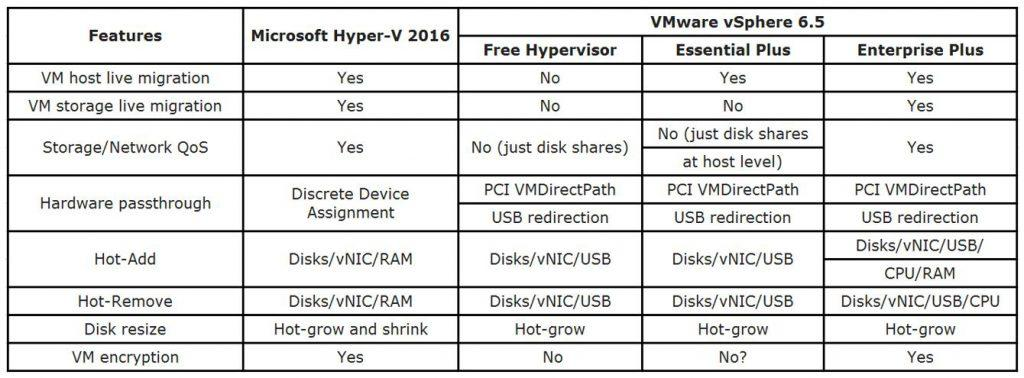 Features Microsoft Hyper-V 2016 VMware vSphere 6.5
Free Hypervisor Essential Plus Enterprise Plus
VM host live migration Yes No Yes Yes
VM storage live migration Yes No No Yes
Storage/Network QoS Yes No (just disk shares) No (just disk shares Yes
at host level)
Hardware passthrough Discrete Device PCI VMDirectPath PCI VMDirectPath PCI VMDirectPath
Assignment USB redirection USB redirection USB redirection
Hot-Add Disks/vNIC/RAM Disks/vNIC/USB Disks/vNIC/USB Disks/vNIC/USB/
CPU/RAM
Hot-Remove Disks/vNIC/RAM Disks/vNIC/USB Disks/vNIC/USB Disks/vNIC/USB/CPU
Disk resize Hot-grow and shrink Hot-grow Hot-grow Hot-grow
VM encryption Yes No No? Yes